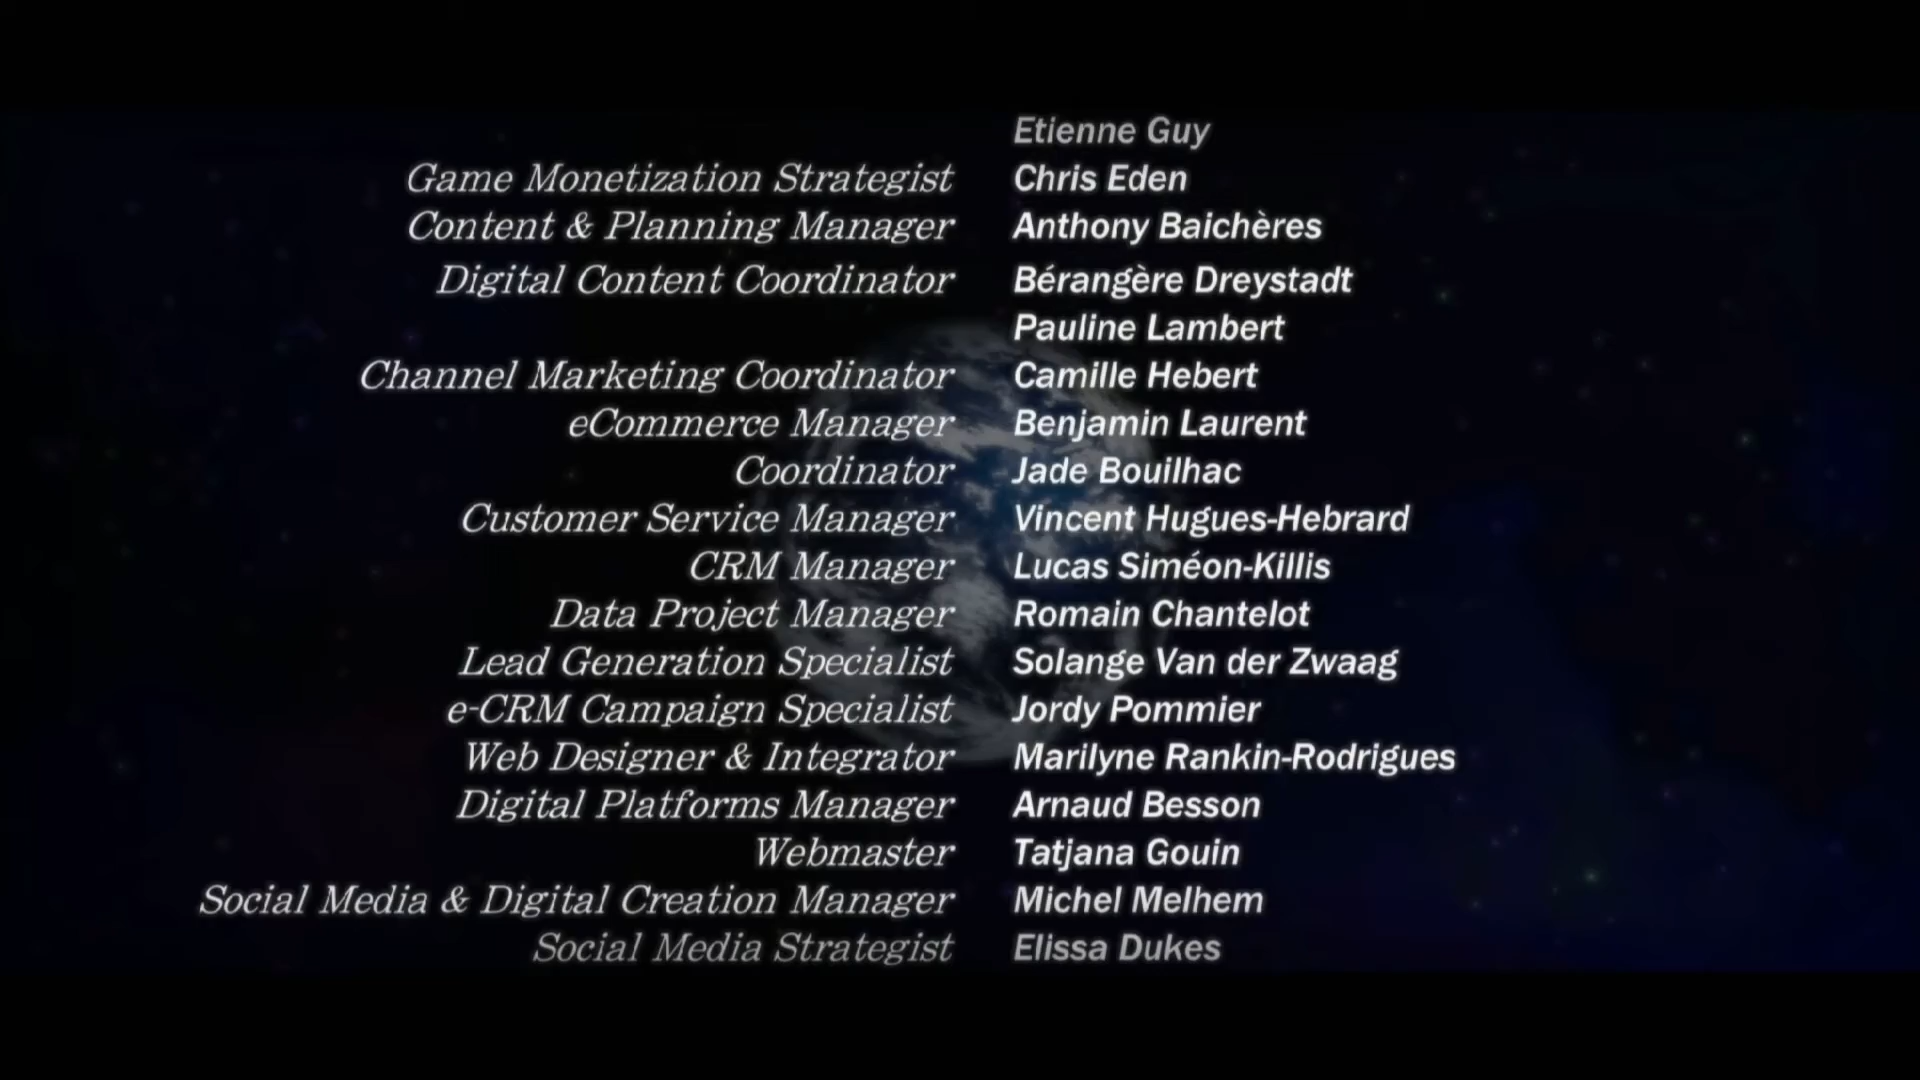 Etienne Guy
Game Monetization Strategist Chris Eden
Content & Planning Manager Anthony Baichères
Digital Content Coordinator Bérangère Dreystadt
Pauline Lambert
Channel Marketing Coordinator Camille Hebert
eCommerce Manager Benjamin Laurent
Coordinator Jade Bouilhac
Customer Service Manager Vincent Hugues-Hebrard
CRM Manager Lucas Siméon-Killis
Data Project Manager Romain Chantelot
Lead Generation Specialist Solange Van der Zwaag
e-CRM Campaign Specialist Jordy Pommier
Web Designer & Integrator Marilyne Rankin-Rodrigues
Digital Platforms Manager Arnaud Besson
Webmaster Tatjana Gouin
Social Media & Digital Creation Manager Michel Melhem
Social Media Strategist Elissa Dukes